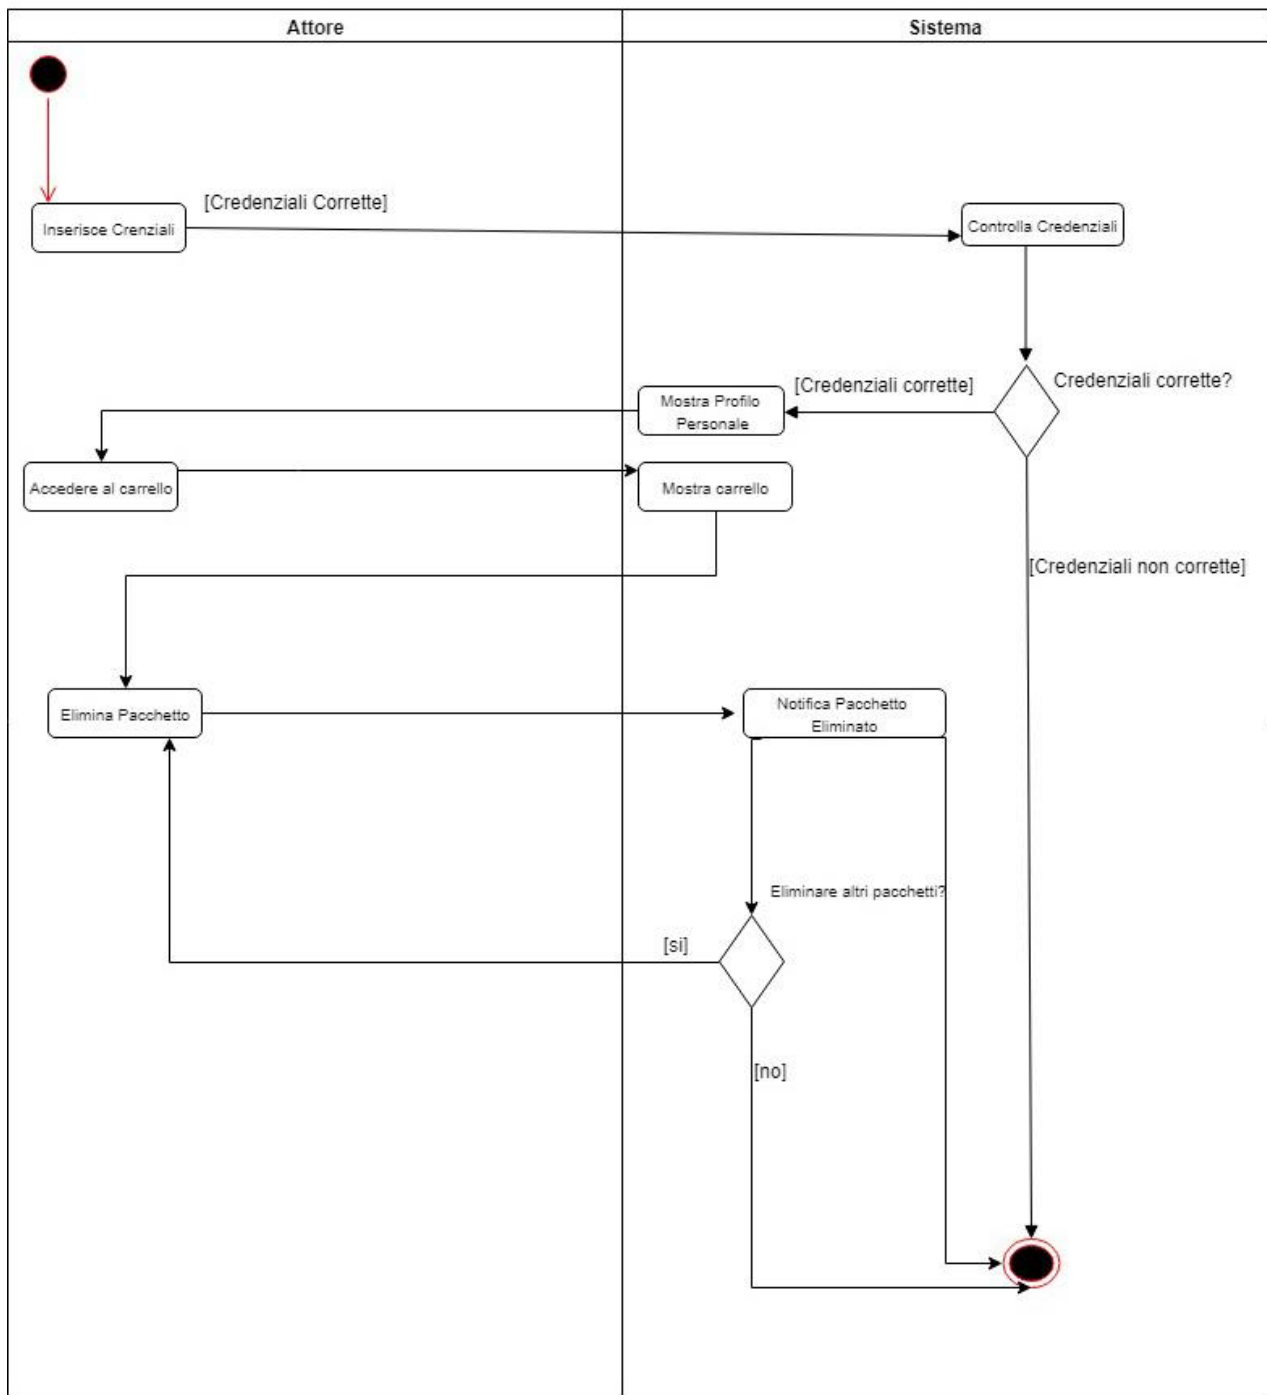 Attore
Sistema
[Credenziali Corrette]
Inserisce Crenziali
Controlla Credenziali
Credenziali corrette?
[Credenziali corrette]
Mostra Profilo
Personale
Accedere al carrello
Mostra carrello
[Credenziali non corrette]
Elimina Pacchetto
Notifica Pacchetto
Eliminato
Eliminare altri pacchetti?
[si]
[no]